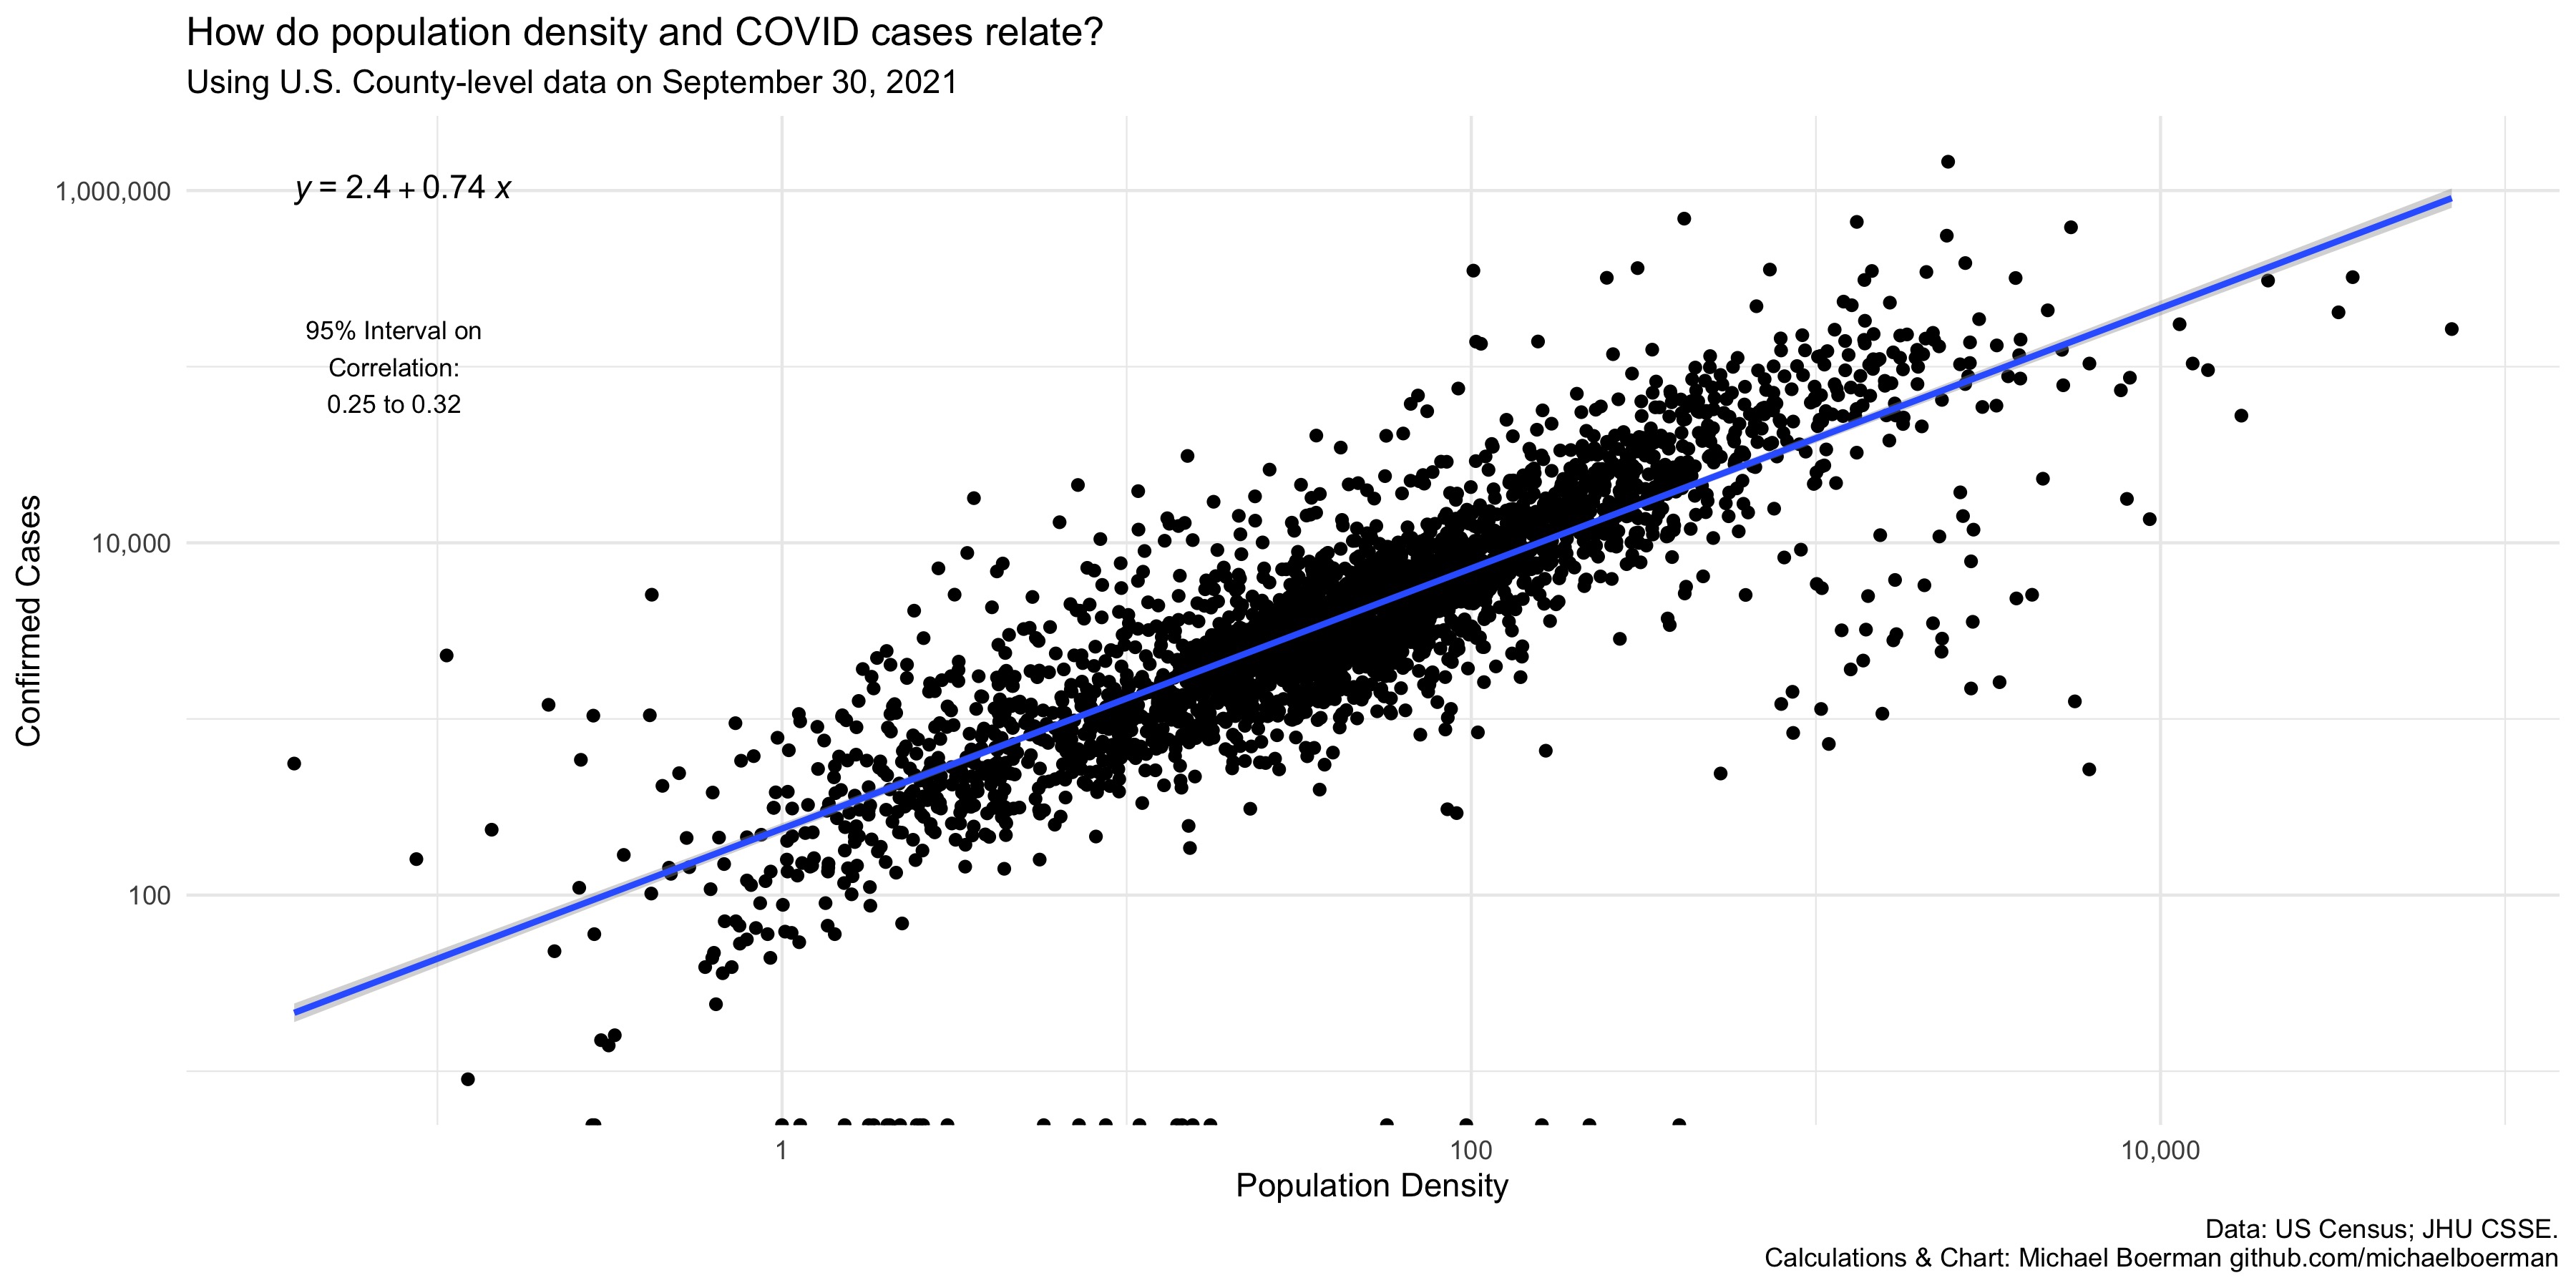 How do population density and COVID cases relate?
Using U.S. County-level data on September 30, 2021
y = 2.4 + 0.74 x
95% Interval on
Correlation:
0.25 to 0.32
Confirmed Cases
1,000,000
10,000
100
1
100
10,000
Population Density
Data: US Census; JHU CSSE.
Calculations & Chart: Michael Boerman github.com/michaelboerman